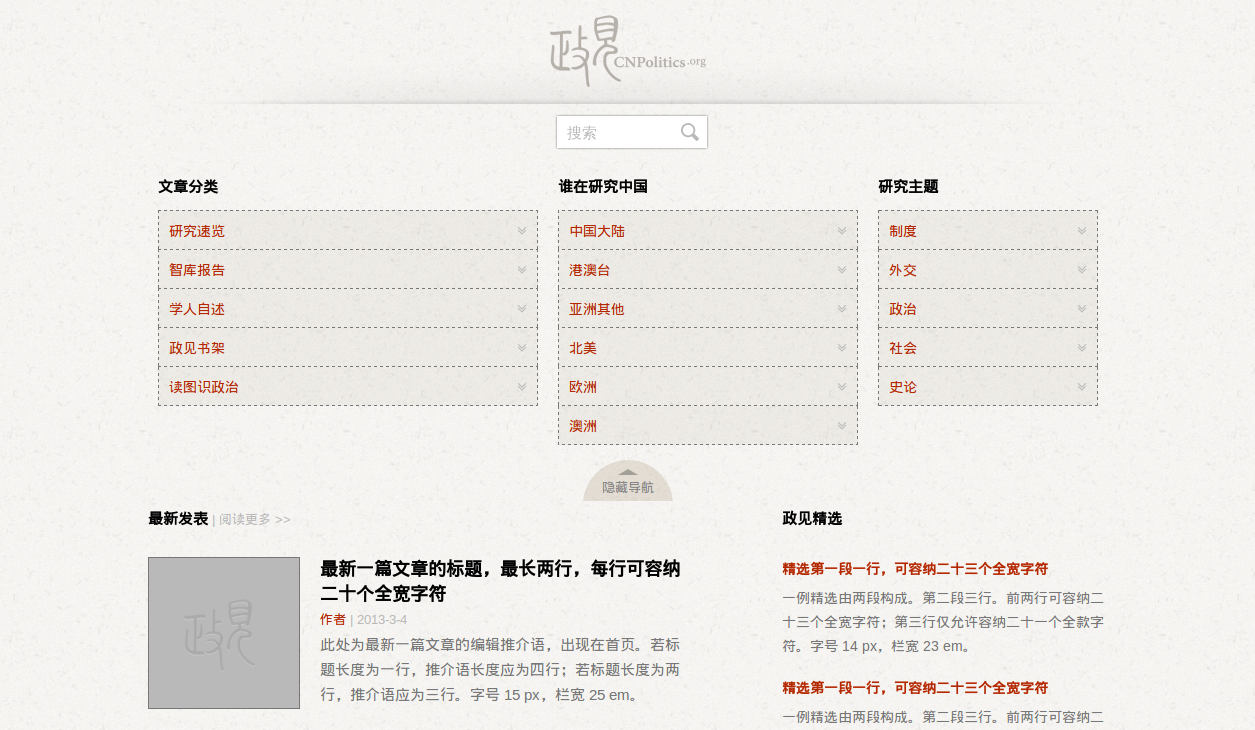 政見
CNPolitics.org
搜索
文章分类
研究速览
智库报告
学人自述
政见书架
读图识政治
谁在研究中国
中国大陆
港澳台
亚洲其他
北美
欧洲
澳洲
研究主题
制度
外交
政治
社会
史论
隐藏导航
最新发表 | 阅读更多 >>
政見
最新一篇文章的标题，最长两行，每行可容纳
二十个全宽字符
作者 | 2013-3-4
此处为最新一篇文章的编辑推介语，出现在首页。若标
题长度为一行，推介语长度应为四行；若标题长度为两
行，推介语应为三行。字号 15 px，栏宽 25 em。
政见精选
精选第一段一行，可容纳二十三个全宽字符
一例精选由两段构成。第二段三行。前两行可容纳二
十三个全宽字符；第三行仅允许容纳二十一个全款字
符。字号 14 px，栏宽 23 em。
精选第一段一行，可容纳二十三个全宽字符
一例精选由两段构成。第二段三行。前两行可容纳二